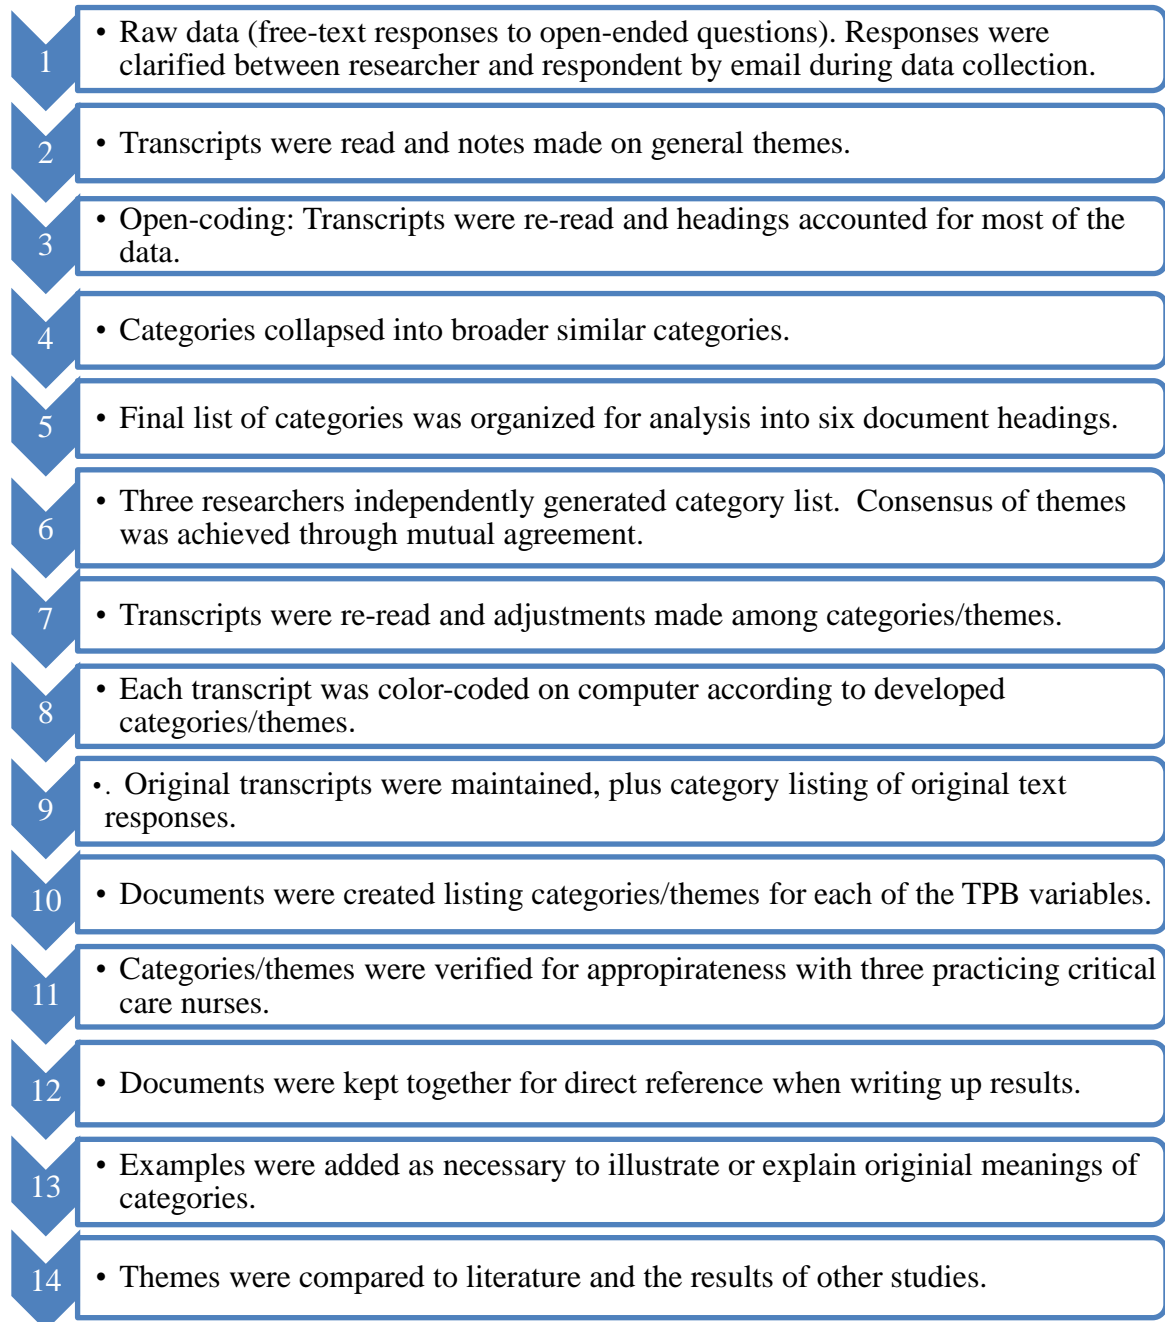 1
• Raw data (free-text responses to open-ended questions). Responses were
clarified between researcher and respondent by email during data collection.
2
• Transcripts were read and notes made on general themes.
3
• Open-coding: Transcripts were re-read and headings accounted for most of the
data.
4
• Categories collapsed into broader similar categories.
5
• Final list of categories was organized for analysis into six document headings.
6
• Three researchers independently generated category list.  Consensus of themes
was achieved through mutual agreement.
7
• Transcripts were re-read and adjustments made among categories/themes.
8
• Each transcript was color-coded on computer according to developed
categories/themes.
9
•. Original transcripts were maintained, plus category listing of original text
responses.
10
• Documents were created listing categories/themes for each of the TPB variables.
11
• Categories/themes were verified for appropirateness with three practicing critical
care nurses.
12
• Documents were kept together for direct reference when writing up results.
13
• Examples were added as necessary to illustrate or explain originial meanings of
categories.
14
• Themes were compared to literature and the results of other studies.